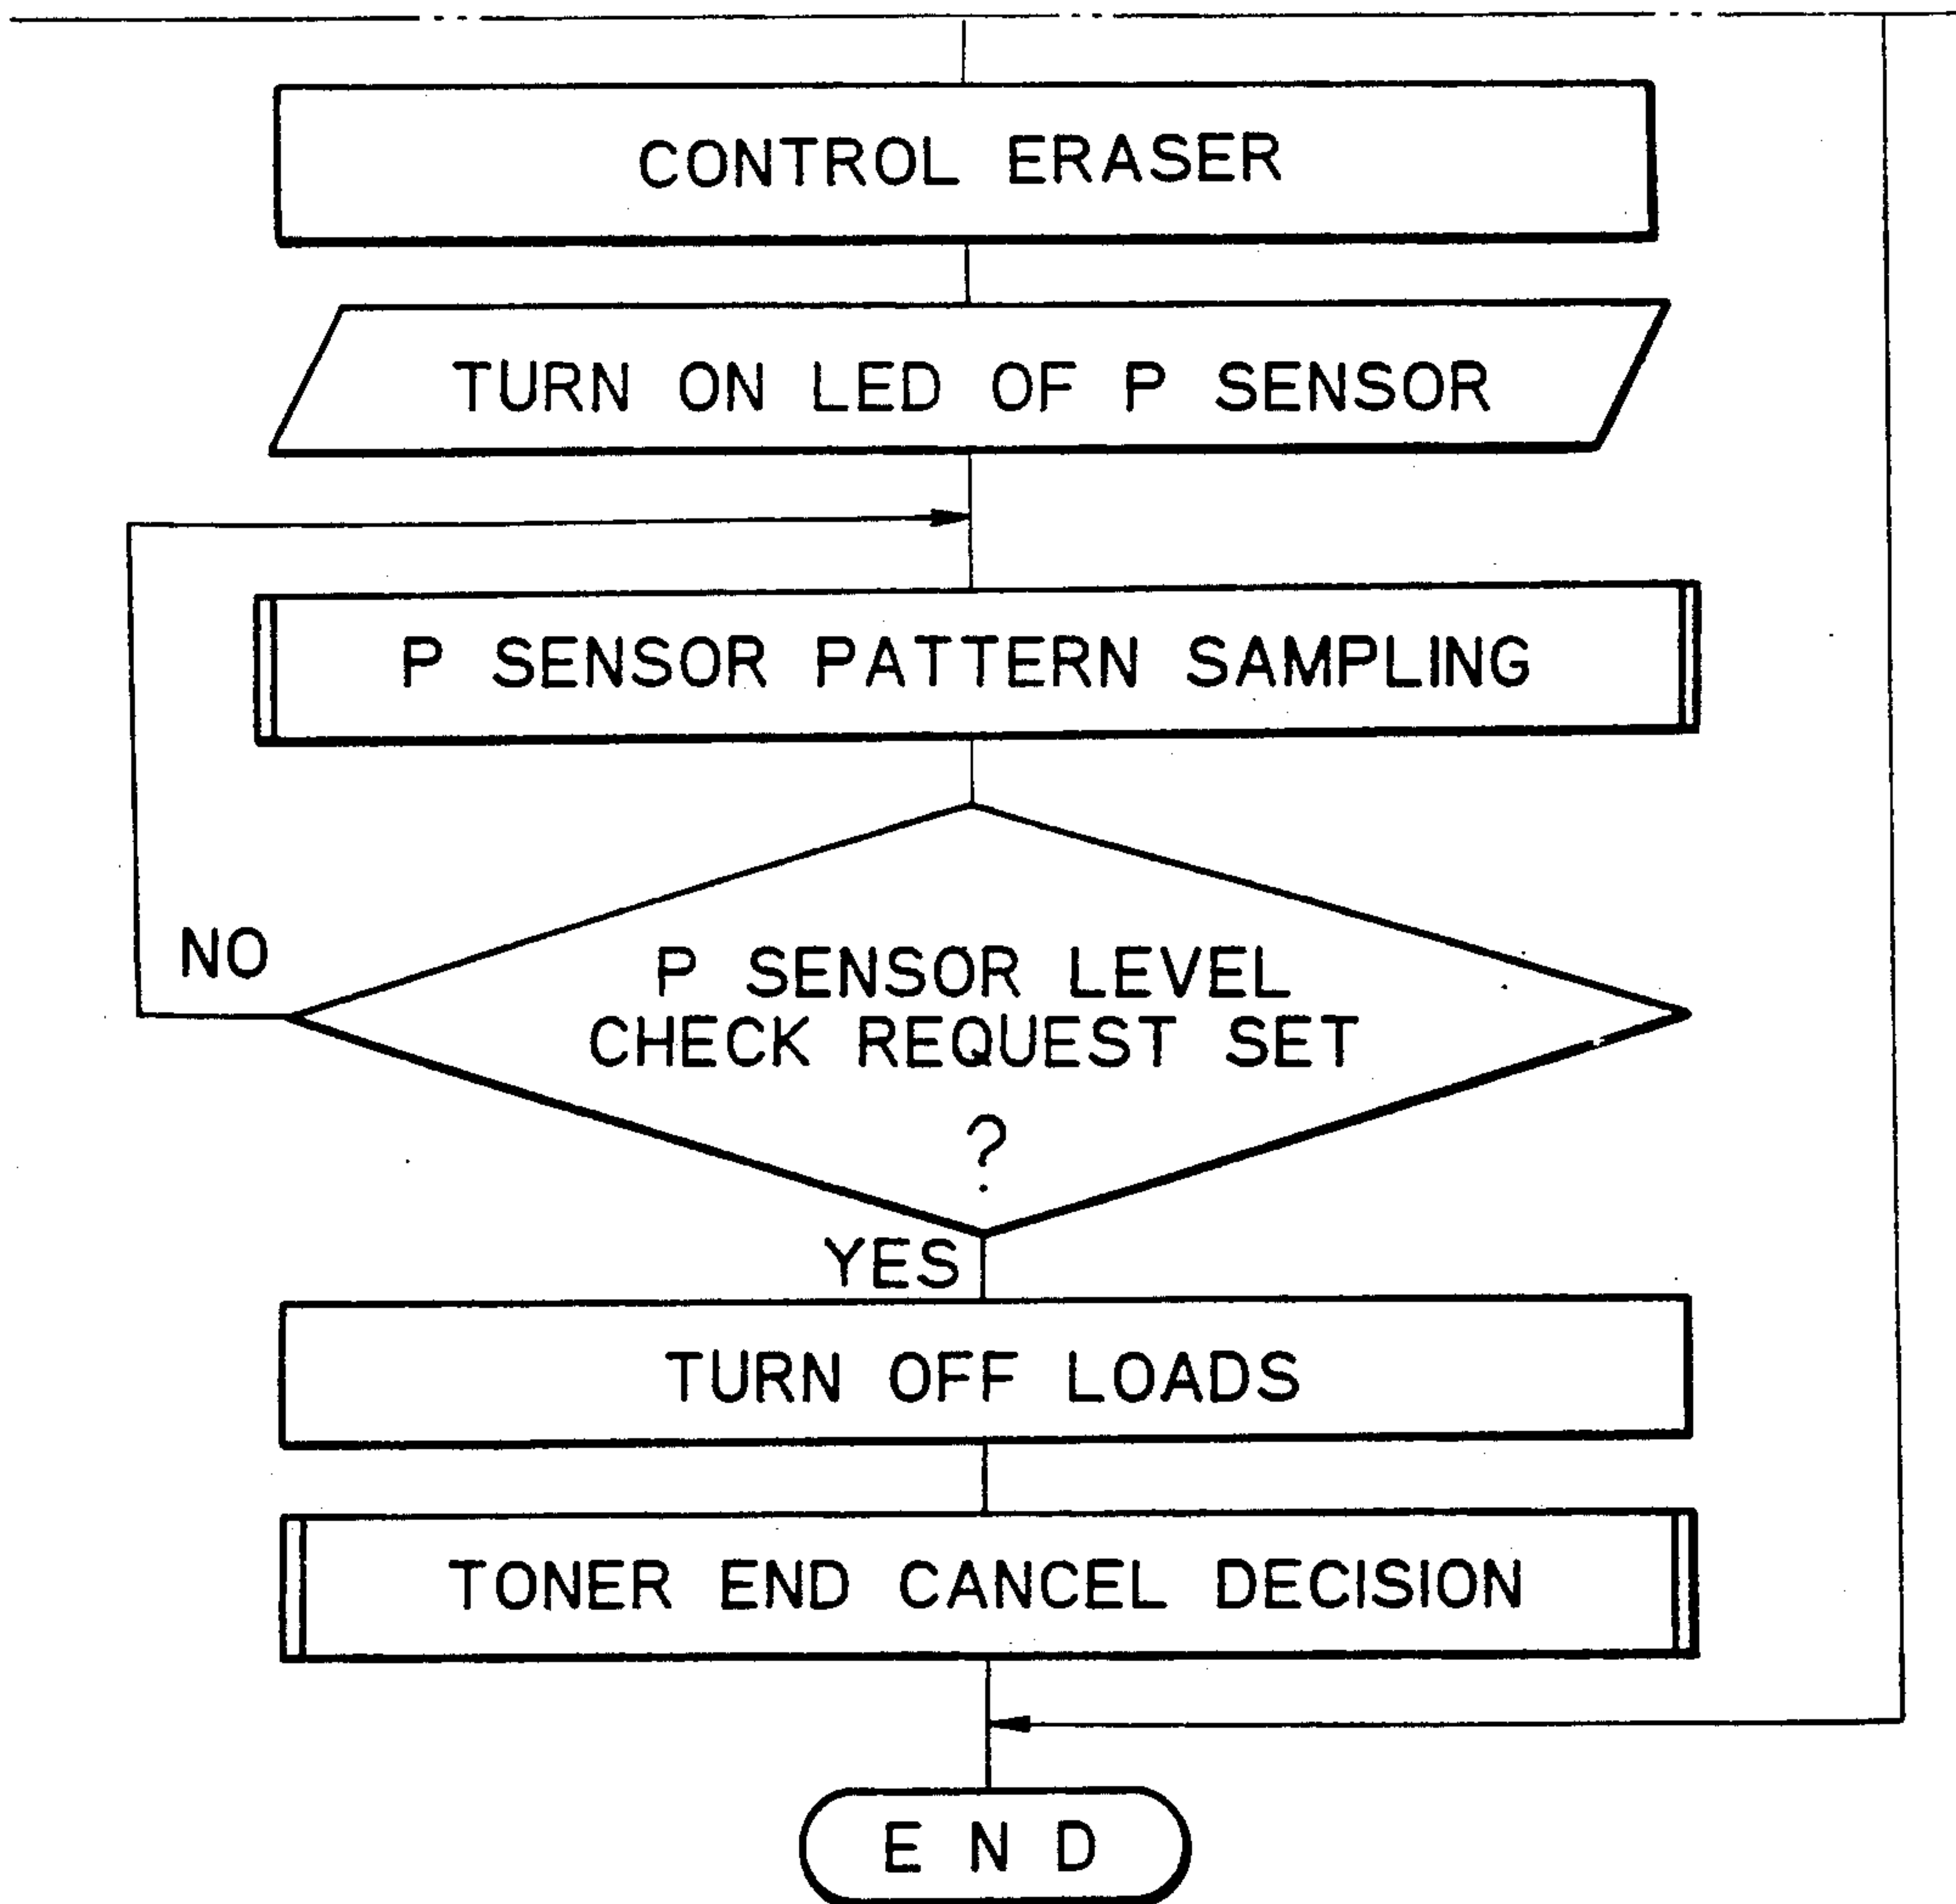 CONTROL ERASER
TURN ON LED OF P SENSOR
P SENSOR PATTERN SAMPLING
NO
P SENSOR LEVEL
CHECK REQUEST SET
?
YES
TURN OFF LOADS
TONER END CANCEL DECISION
END